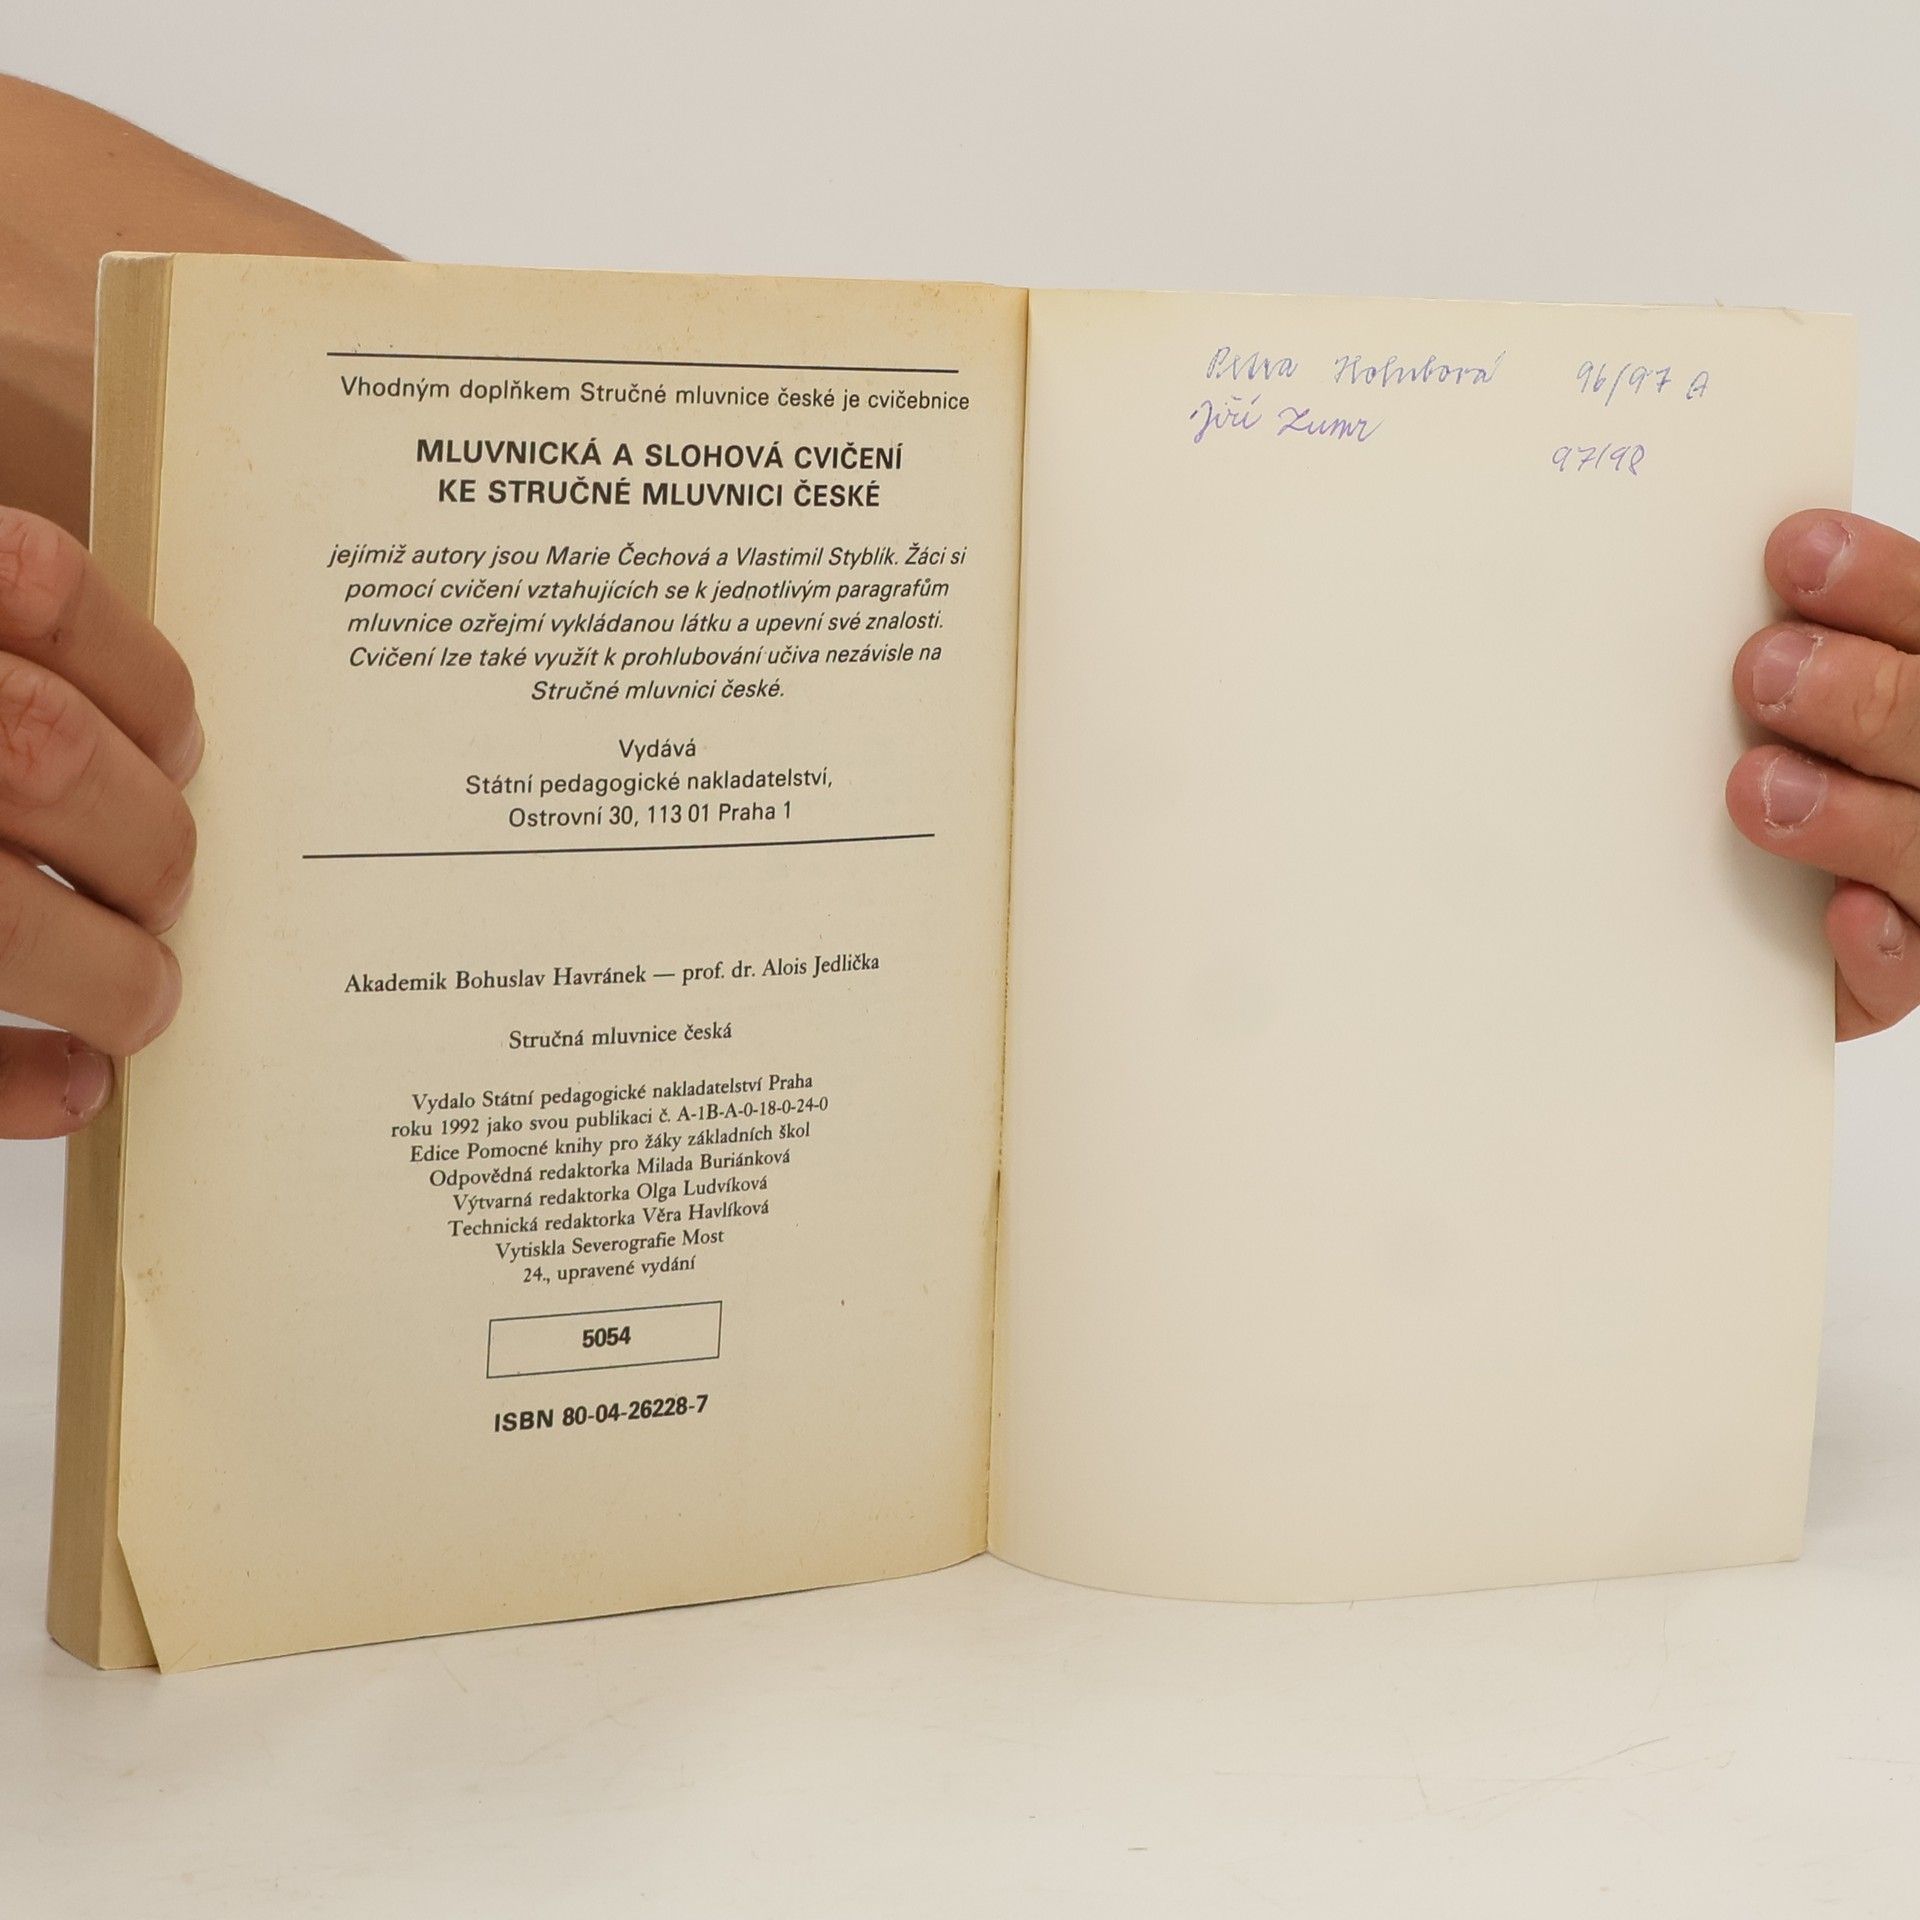 Vhodným doplňkem Stručné mluvnice české je cvičebnice
MLUVNICKÁ A SLOHOVÁ CVIČENÍ
KE STRUČNÉ MLUVNICI ČESKÉ
jejímiž autory jsou Marie Čechová a Vlastimil Styblík. Žáci si
pomocí cvičení vztahujících se k jednotlivým paragrafům
mluvnice ozřejmí vykládanou látku a upevní své znalosti.
Cvičení lze také využít k prohlubování učiva nezávisle na
Stručné mluvnici české.
Vydává
Státní pedagogické nakladatelství,
Ostrovní 30, 113 01 Praha 1
Akademik Bohuslav Havránek — prof. dr. Alois Jedlička
Stručná mluvnice česká
Vydalo Státní pedagogické nakladatelství Praha
roku 1992 jako svou publikaci č. A-1B-A-0-18-0-24-0
Edice Pomocné knihy pro žáky základních škol
Odpovědná redaktorka Milada Buriánková
Výtvarná redaktorka Olga Ludvíková
Technická redaktorka Věra Havlíková
Vytiskla Severografie Most
24., upravené vydání
5054
ISBN 80-04-26228-7
Petra Holubová 96/97 A
Jiří Zumr
97/98